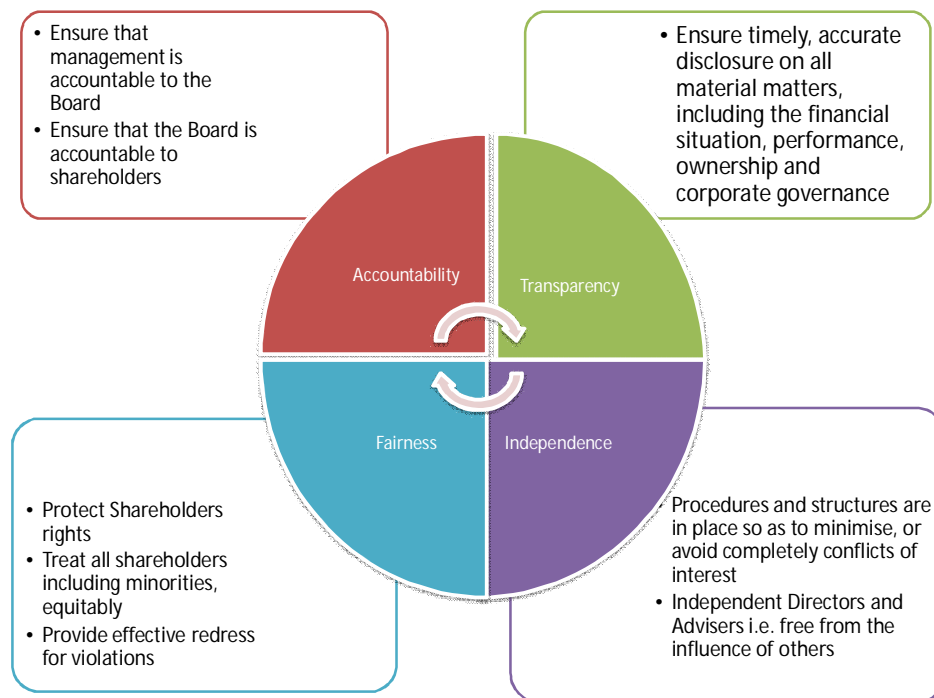 • Ensure that
management is
accountable to the
Board
• Ensure that the Board is
accountable to
shareholders
• Ensure timely, accurate
disclosure on all
material matters,
including the financial
situation, performance,
ownership and
corporate governance
Accountability
Transparency
Fairness
Independence
• Protect Shareholders
rights
• Treat all shareholders
including minorities,
equitably
• Provide effective redress
for violations
Procedures and structures are
in place so as to minimise, or
avoid completely conflicts of
interest
• Independent Directors and
Advisers i.e. free from the
influence of others